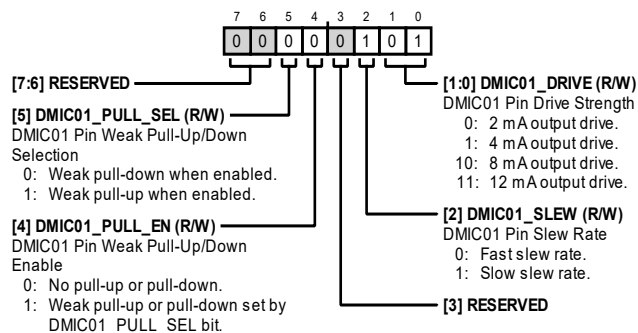 7 6 5 4 3 2 1 0
0 0 0 0 0 1 0 1
[7:6] RESERVED
[5] DMIC01_PULL_SEL (R/W)
DMIC01 Pin Weak Pull-Up/Down
Selection
0: Weak pull-down when enabled.
1: Weak pull-up when enabled.
[4] DMIC01_PULL_EN (R/W)
DMIC01 Pin Weak Pull-Up/Down
Enable
0: No pull-up or pull-down.
1: Weak pull-up or pull-down set by
DMIC01_PULL_SEL bit.
[1:0] DMIC01_DRIVE (R/W)
DMIC01 Pin Drive Strength
0: 2 mA output drive.
1: 4 mA output drive.
10: 8 mA output drive.
11: 12 mA output drive.
[2] DMIC01_SLEW (R/W)
DMIC01 Pin Slew Rate
0: Fast slew rate.
1: Slow slew rate.
[3] RESERVED